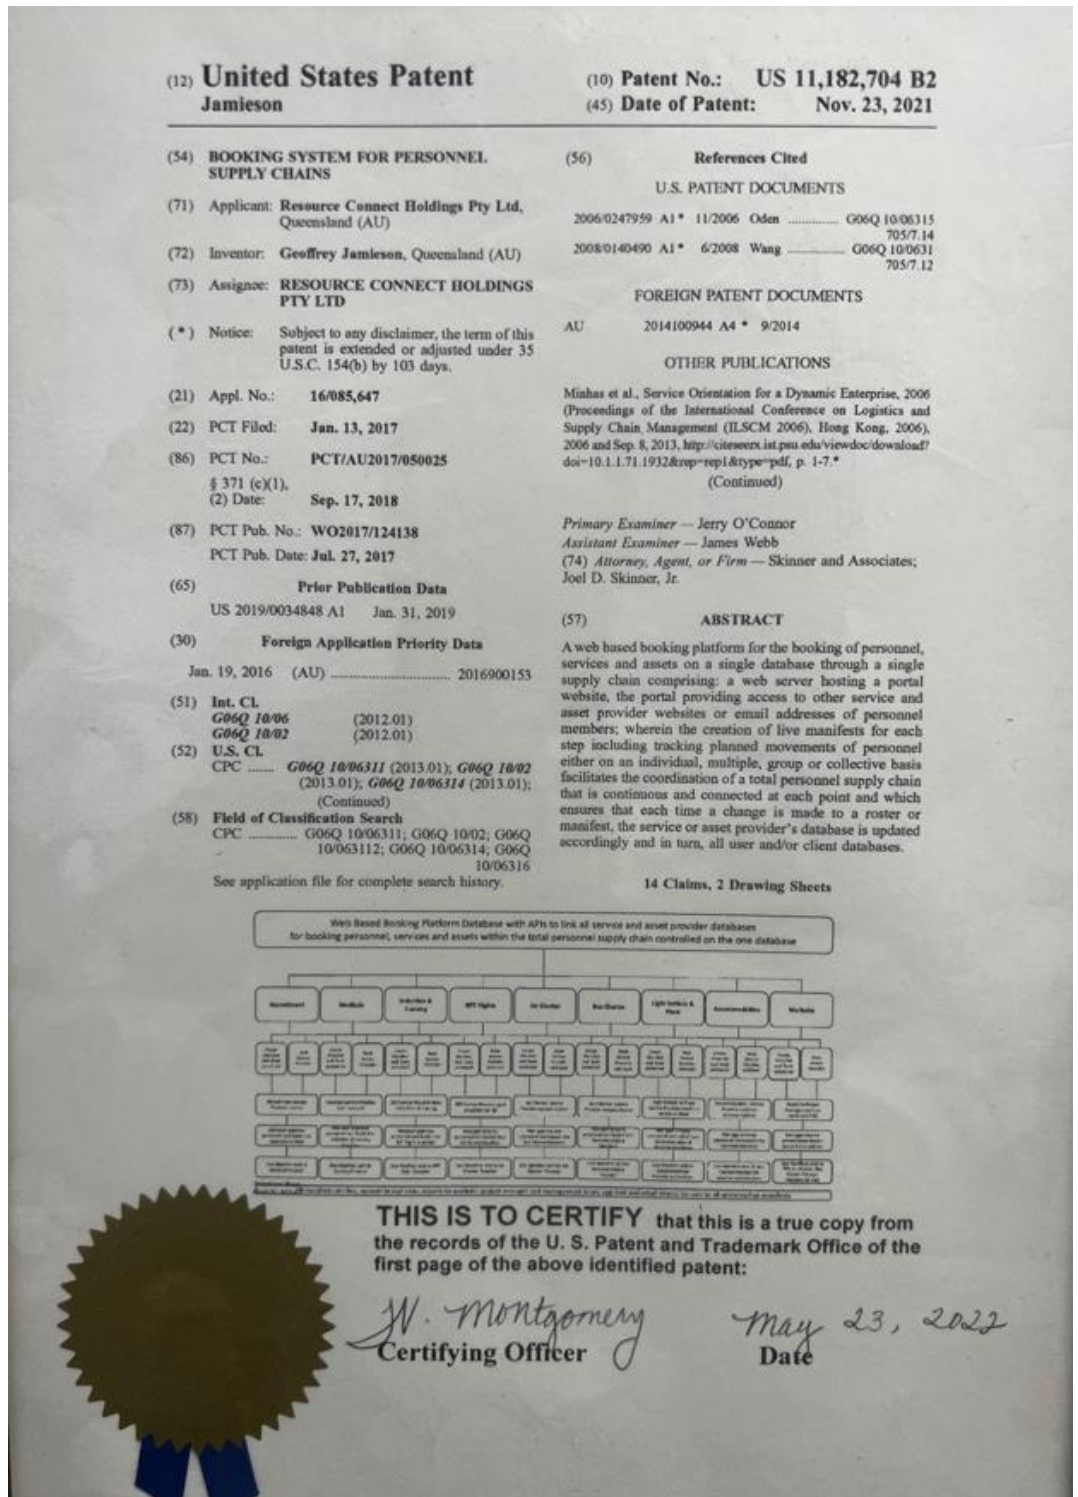 (12) United States Patent
Jamieson
(10) Patent No.: US 11,182,704 B2
(45) Date of Patent: Nov. 23, 2021
(54) BOOKING SYSTEM FOR PERSONNEL
SUPPLY CHAINS
(71) Applicant: Resource Connect Holdings Pty Ltd,
Queensland (AU)
(72) Inventor: Geoffrey Jamieson, Queensland (AU)
(73) Assignee: RESOURCE CONNECT HOLDINGS
PTY LTD
(*) Notice: Subject to any disclaimer, the term of this
patent is extended or adjusted under 35
U.S.C. 154(b) by 103 days.
(21) Appl. No.: 16/085,647
(22) PCT Filed: Jan. 13, 2017
(86) PCT No.: PCT/AU2017/050025
§ 371 (c)(1),
(2) Date: Sep. 17, 2018
(87) PCT Pub. No.: WO2017/124138
PCT Pub. Date: Jul. 27, 2017
(65) Prior Publication Data
US 2019/0034848 A1 Jan. 31, 2019
(30) Foreign Application Priority Data
Jan. 19, 2016 (AU) ............................. 2016900153
(51) Int. Cl.
G06Q 10/06 (2012.01)
G06Q 10/02 (2012.01)
(52) U.S. Cl.
CPC ....... G06Q 10/06311 (2013.01); G06Q 10/02
(2013.01); G06Q 10/06314 (2013.01);
(Continued)
(58) Field of Classification Search
CPC ............. G06Q 10/06311; G06Q 10/02; G06Q
10/063112; G06Q 10/06314; G06Q
10/06316
See application file for complete search history.
(56) References Cited
U.S. PATENT DOCUMENTS
2006/0247959 A1* 11/2006 Oden ............. G06Q 10/06315
705/7.14
2008/0140490 A1* 6/2008 Wang .............. G06Q 10/0631
705/7.12
FOREIGN PATENT DOCUMENTS
AU 2014100944 A4 * 9/2014
OTHER PUBLICATIONS
Minhas et al., Service Orientation for a Dynamic Enterprise, 2006
(Proceedings of the International Conference on Logistics and
Supply Chain Management (ILSCM 2006), Hong Kong, 2006),
2006 and Sep. 8, 2013, http://citeseerx.ist.psu.edu/viewdoc/download?
doi=10.1.1.71.1932&rep=rep1&type=pdf, p. 1-7.*
(Continued)
Primary Examiner — Jerry O'Connor
Assistant Examiner — James Webb
(74) Attorney, Agent, or Firm — Skinner and Associates;
Joel D. Skinner, Jr.
(57) ABSTRACT
A web based booking platform for the booking of personnel,
services and assets on a single database through a single
supply chain comprising: a web server hosting a portal
website, the portal providing access to other service and
asset provider websites or email addresses of personnel
members; wherein the creation of live manifests for each
step including tracking planned movements of personnel
either on an individual, multiple, group or collective basis
facilitates the coordination of a total personnel supply chain
that is continuous and connected at each point and which
ensures that each time a change is made to a roster or
manifest, the service or asset provider's database is updated
accordingly and in turn, all user and/or client databases.
14 Claims, 2 Drawing Sheets
Web Based Booking Platform Database with APIs to link all service and asset provider databases
for booking personnel, services and assets within the total personnel supply chain controlled on the one database
Recruitment
Medicals
Induction &
Training
Air Charter
Bus Charter
Light Vehicle &
Accommodation
THIS IS TO CERTIFY that this is a true copy from
the records of the U. S. Patent and Trademark Office of the
first page of the above identified patent:
W. Montgomery
May 23, 2022
Certifying Officer
Date